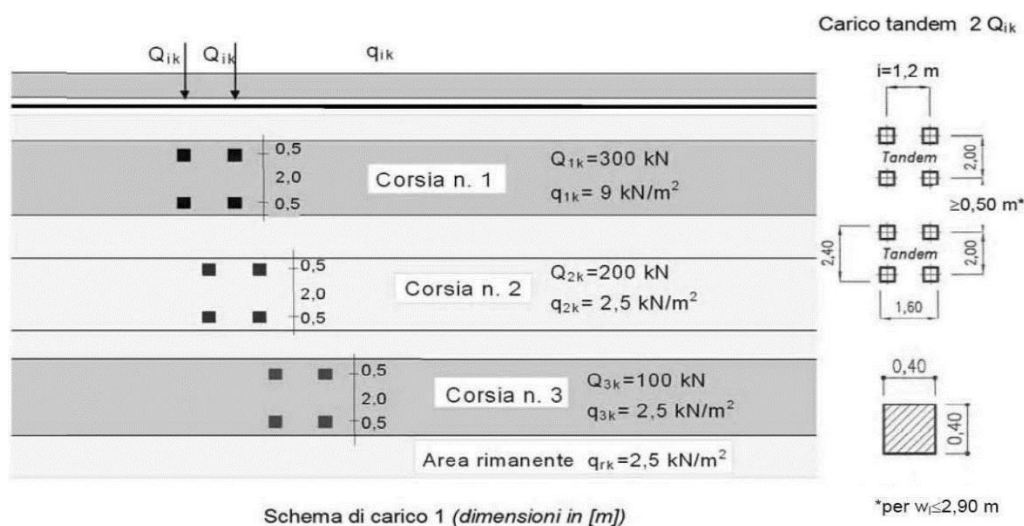 Carico tandem 2 Qik
Qik Qik qik
i=1,2 m
0,5
2,0
0,5
Corsia n. 1
Q1k=300 kN
q1k= 9 kN/m²
Tandem
2,00
≥0,50 m*
0,5
2,0
0,5
Corsia n. 2
Q2k=200 kN
q2k= 2,5 kN/m²
2,40
Tandem
2,00
1,60
0,5
2,0
0,5
Corsia n. 3
Q3k=100 kN
q3k= 2,5 kN/m²
0,40
0,40
Area rimanente qrk=2,5 kN/m²
Schema di carico 1 (dimensioni in [m])
*per wl≤2,90 m